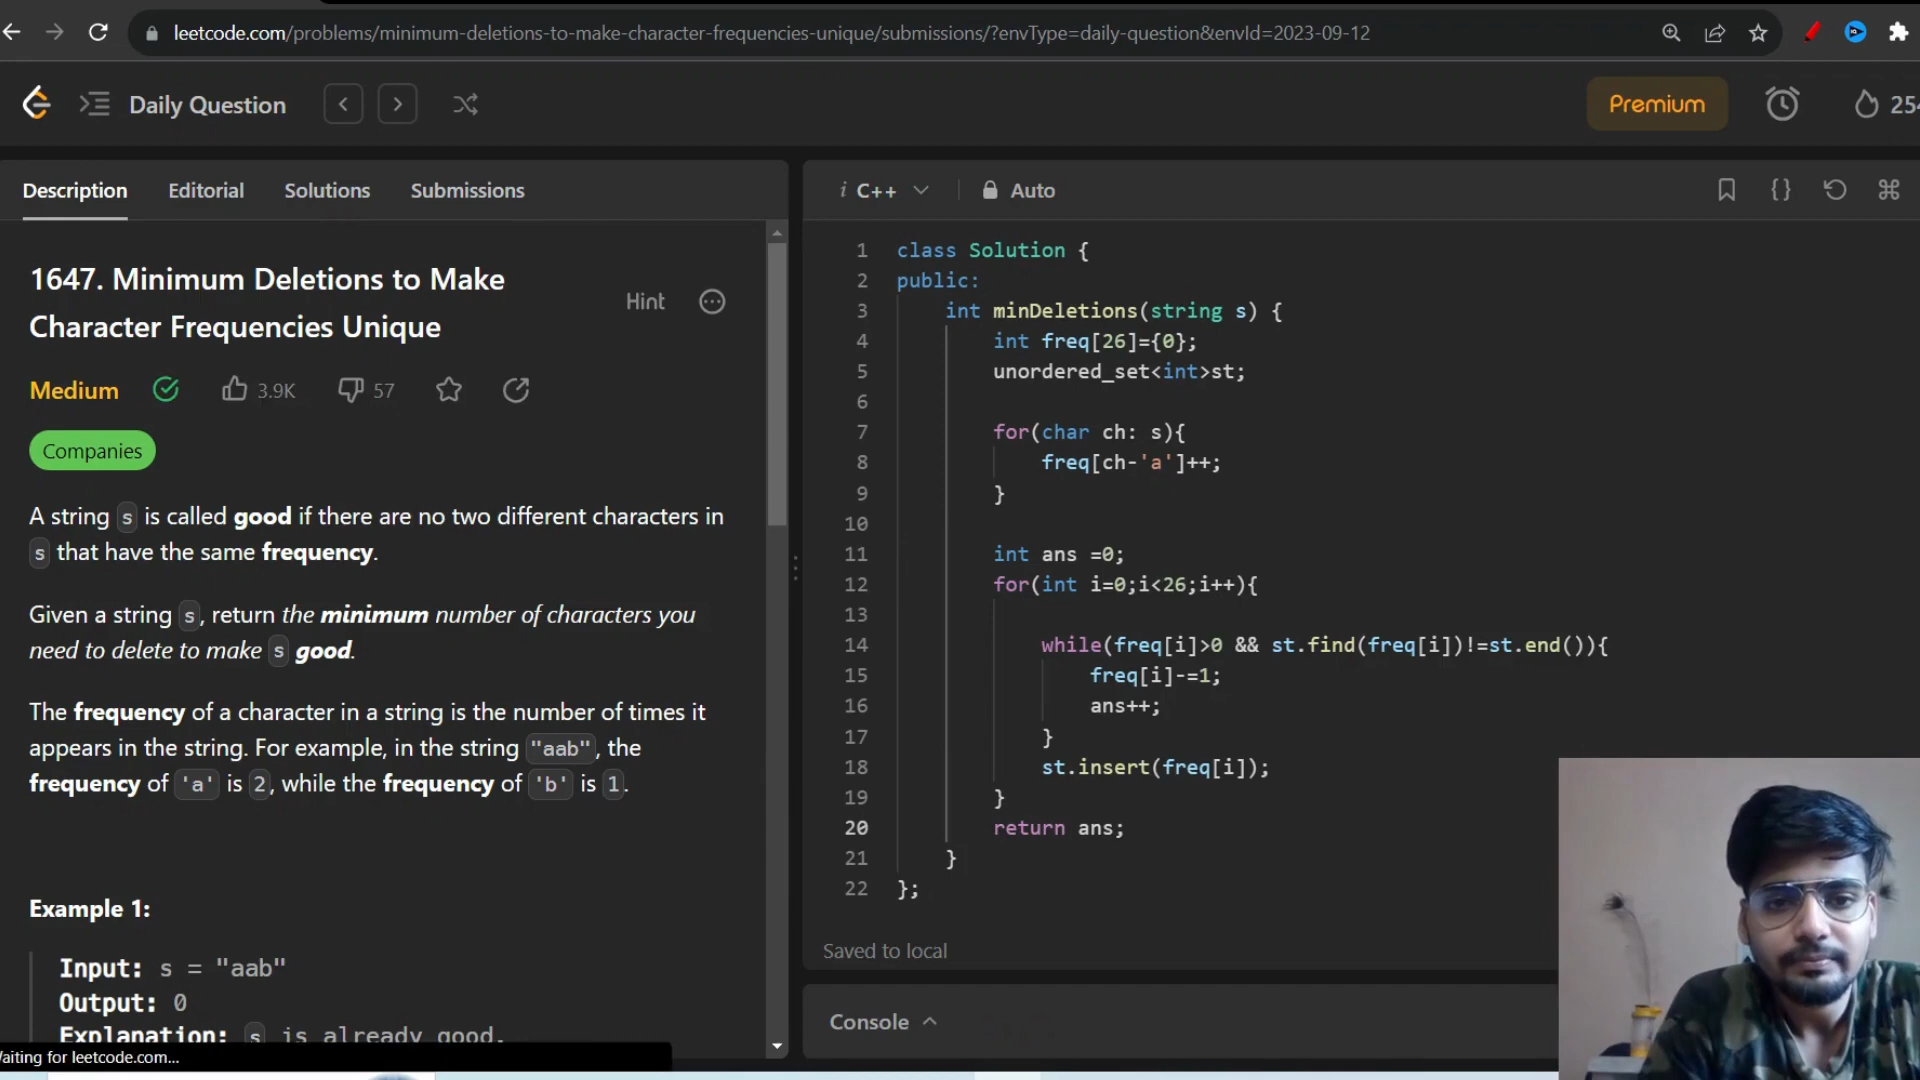 leetcode.com/problems/minimum-deletions-to-make-character-frequencies-unique/submissions/?envType=daily-question&envId=2023-09-12
Daily Question
Premium
254
Description Editorial Solutions Submissions
1647. Minimum Deletions to Make
Character Frequencies Unique
Hint
Medium 3.9K 57
Companies
A string s is called good if there are no two different characters in
s that have the same frequency.
Given a string s, return the minimum number of characters you
need to delete to make s good.
The frequency of a character in a string is the number of times it
appears in the string. For example, in the string "aab", the
frequency of 'a' is 2, while the frequency of 'b' is 1.
Example 1:
Input: s = "aab"
Output: 0
Explanation: s is already good.
Waiting for leetcode.com...
i C++ Auto
1 class Solution {
2 public:
3 int minDeletions(string s) {
4 int freq[26]={0};
5 unordered_set<int>st;
6
7 for(char ch: s){
8 freq[ch-'a']++;
9 }
10
11 int ans =0;
12 for(int i=0;i<26;i++){
13
14 while(freq[i]>0 && st.find(freq[i])!=st.end()){
15 freq[i]-=1;
16 ans++;
17 }
18 st.insert(freq[i]);
19 }
20 return ans;
21 }
22 };
Saved to local
Console